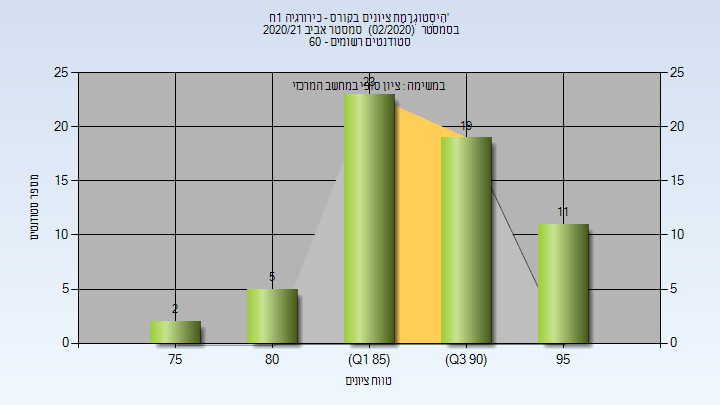 היסטוגרמת ציונים בקורס - כירורגיה 1ח'
בסמסטר (02/2020) סמסטר אביב 2020/21
סטודנטים רשומים - 60
במשימה : ציון סופי במחשב המרכזי
25
20
15
10
5
0
25
20
15
10
5
0
מספר סטודנטים
2
5
23
19
11
75
80
(Q1 85)
(Q3 90)
95
טווח ציונים